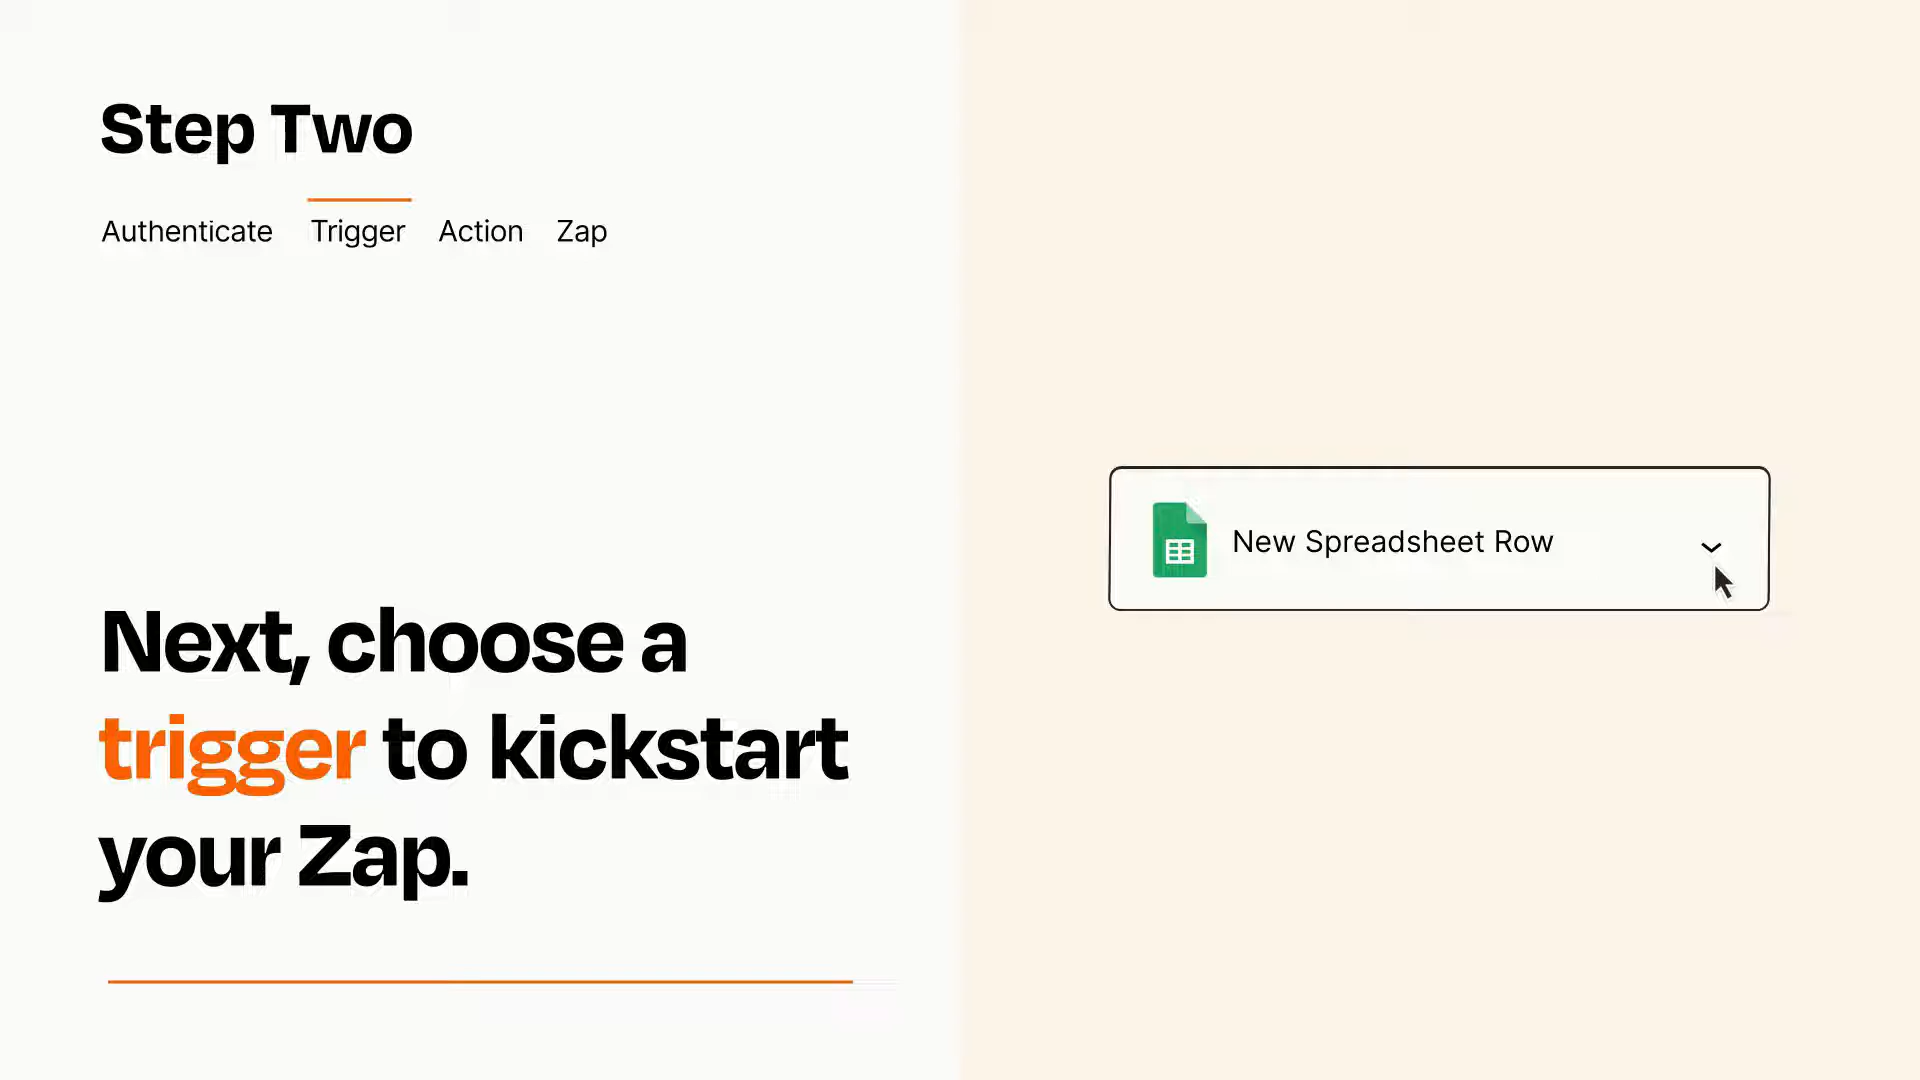 Step Two
Authenticate Trigger Action Zap
Next, choose a
trigger to kickstart
your Zap.
New Spreadsheet Row